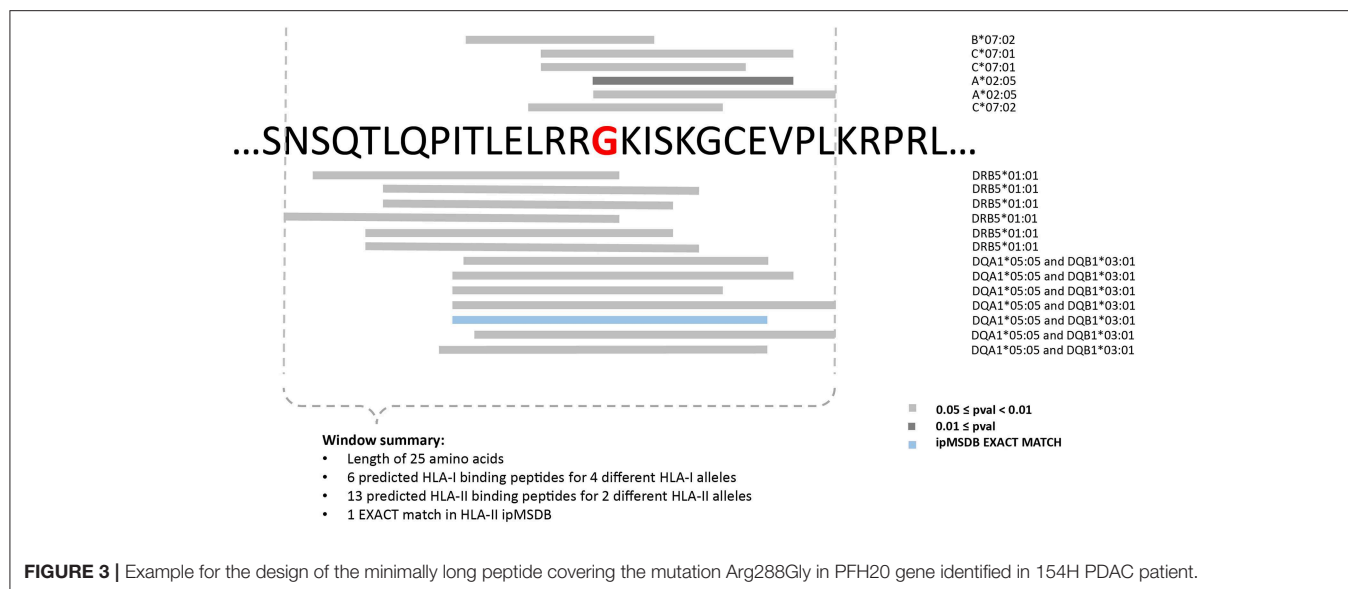 B*07:02
C*07:01
C*07:01
A*02:05
A*02:05
C*07:02
...SNSQTLQPITLELRRGKISKGCEVPLKRPRL...
DRB5*01:01
DRB5*01:01
DRB5*01:01
DRB5*01:01
DRB5*01:01
DRB5*01:01
DQA1*05:05 and DQB1*03:01
DQA1*05:05 and DQB1*03:01
DQA1*05:05 and DQB1*03:01
DQA1*05:05 and DQB1*03:01
DQA1*05:05 and DQB1*03:01
DQA1*05:05 and DQB1*03:01
DQA1*05:05 and DQB1*03:01
0.05 ≤ pval < 0.01
0.01 ≤ pval
ipMSDB EXACT MATCH
Window summary:
• Length of 25 amino acids
• 6 predicted HLA-I binding peptides for 4 different HLA-I alleles
• 13 predicted HLA-II binding peptides for 2 different HLA-II alleles
• 1 EXACT match in HLA-II ipMSDB
FIGURE 3 | Example for the design of the minimally long peptide covering the mutation Arg288Gly in PFH20 gene identified in 154H PDAC patient.